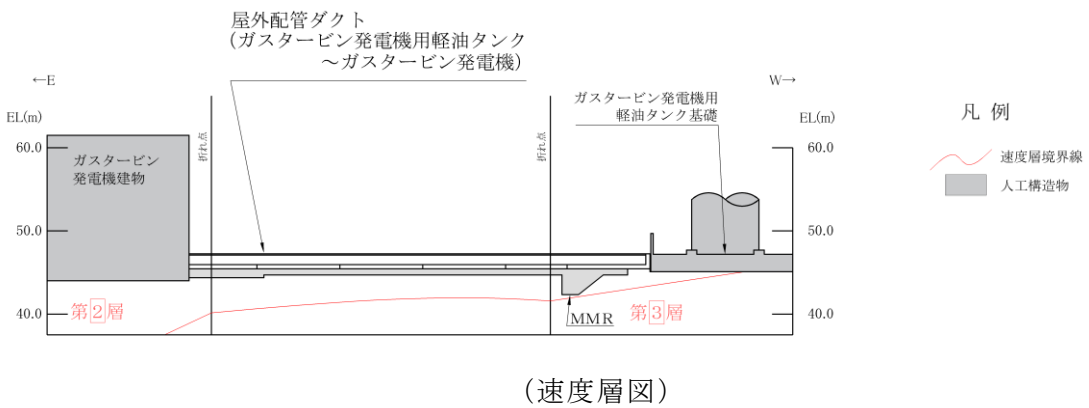 屋外配管ダクト
(ガスタービン発電機用軽油タンク
～ガスタービン発電機)
←E
W→
EL(m)
EL(m)
60.0
50.0
40.0
60.0
50.0
40.0
ガスタービン
発電機建物
折れ点
折れ点
ガスタービン発電機用
軽油タンク基礎
第2層
第3層
MMR
凡 例
速度層境界線
人工構造物
(速度層図)